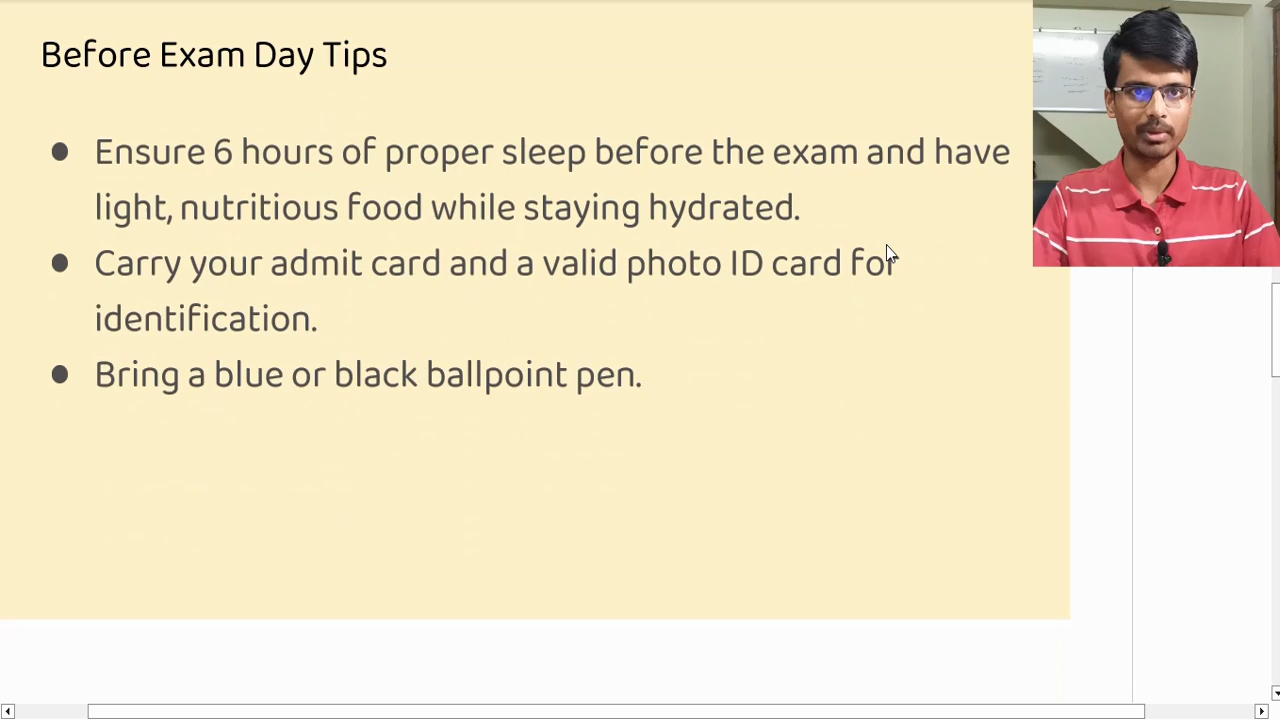 Before Exam Day Tips
● Ensure 6 hours of proper sleep before the exam and have
light, nutritious food while staying hydrated.
● Carry your admit card and a valid photo ID card for
identification.
● Bring a blue or black ballpoint pen.